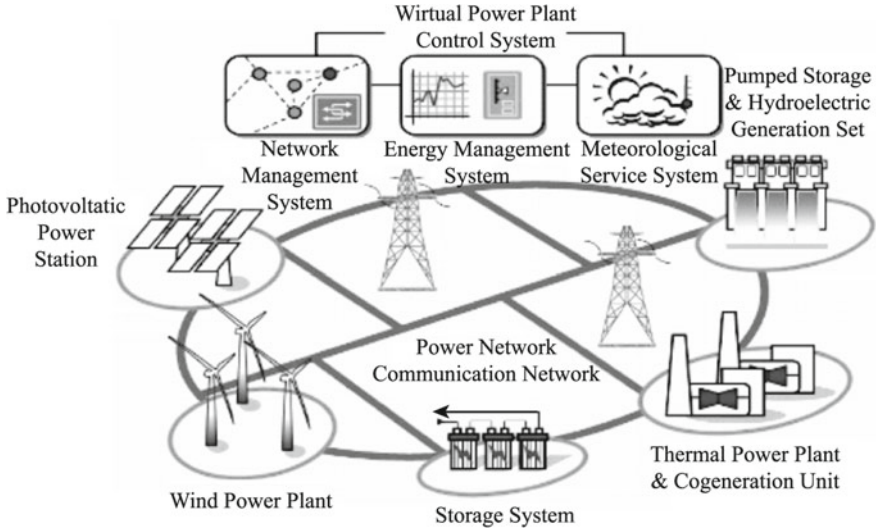 Wirtual Power Plant
Control System
Pumped Storage
& Hydroelectric
Generation Set
Network
Management
System
Energy Management
System
Meteorological
Service System
Photovoltatic
Power
Station
Power Network
Communication Network
Thermal Power Plant
& Cogeneration Unit
Wind Power Plant
Storage System